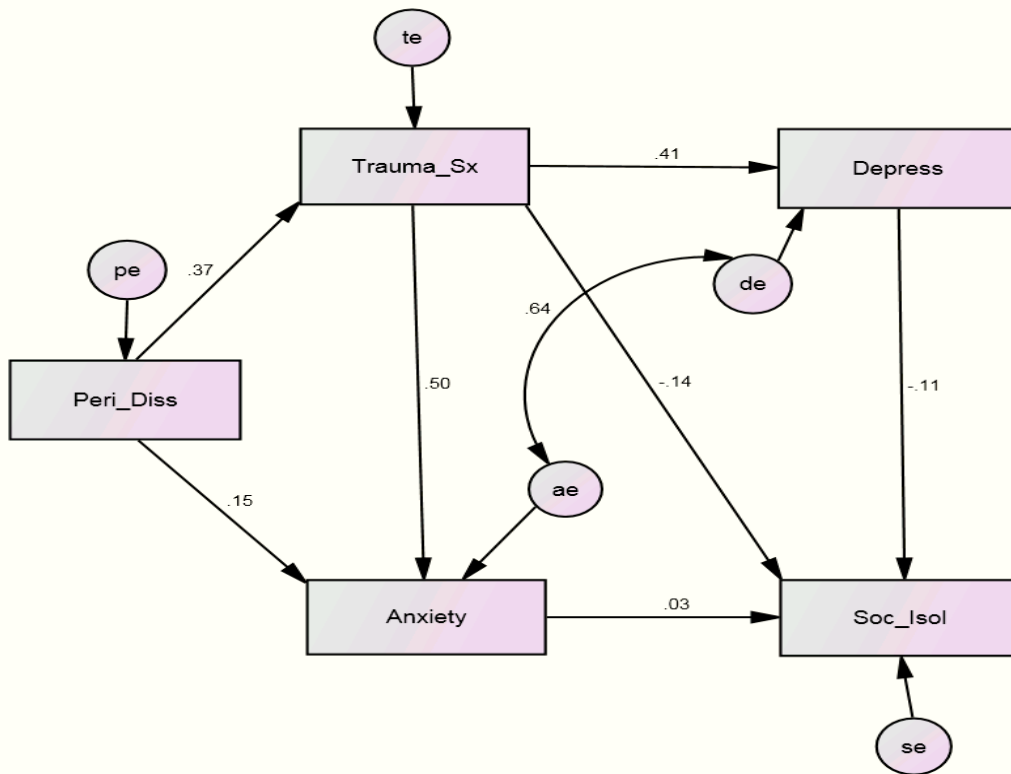 te
Trauma_Sx
.41
Depress
pe
.37
de
.64
Peri_Diss
.50
-.14
-.11
.15
ae
Anxiety
.03
Soc_Isol
se